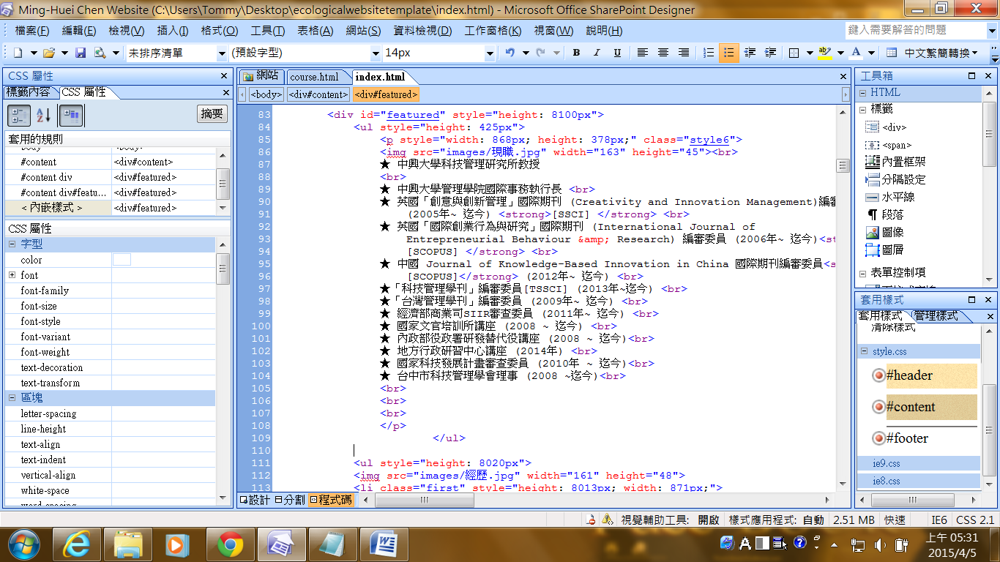 Ming-Huei Chen Website (C:\Users\Tommy\Desktop\ecologicalwebsitetemplate\index.html) - Microsoft Office SharePoint Designer
檔案(F) 編輯(E) 檢視(V) 插入(I) 格式(O) 工具(T) 表格(A) 網站(S) 資料檢視(D) 工作窗格(K) 視窗(W) 說明(H) 鍵入需要解答的問題
未排序清單 (預設字型) 14px B I U A 中文繁簡轉換
CSS 屬性
標籤內容 CSS 屬性
摘要
套用的規則
body <body>
#content <div#content>
#content div <div#featured>
#content div#featu... <div#featured>
< 內嵌樣式 > <div#featured>
CSS 屬性
字型
color
font
font-family
font-size
font-style
font-variant
font-weight
text-decoration
text-transform
區塊
letter-spacing
line-height
text-align
text-indent
vertical-align
white-space
word-spacing
網站 course.html index.html
<body> <div#content> <div#featured>
83 <div id="featured" style="height: 8100px">
84 <ul style="height: 425px">
85 <p style="width: 868px; height: 378px;" class="style6">
86 <img src="images/現職.jpg" width="163" height="45"><br>
87 ★ 中興大學科技管理研究所教授
88 <br>
89 ★ 中興大學管理學院國際事務執行長 <br>
90 ★ 英國「創意與創新管理」國際期刊 (Creativity and Innovation Management)編審
91 (2005年~ 迄今) <strong>[SSCI] </strong> <br>
92 ★ 英國「國際創業行為與研究」國際期刊 (International Journal of
93 Entrepreneurial Behaviour &amp; Research) 編審委員 (2006年~ 迄今)<st
94 [SCOPUS] </strong> <br>
95 ★ 中國 Journal of Knowledge-Based Innovation in China 國際期刊編審委員<s
96 [SCOPUS]</strong> (2012年~ 迄今) <br>
97 ★「科技管理學刊」編審委員[TSSCI] (2013年~迄今) <br>
98 ★「台灣管理學刊」編審委員 (2009年~ 迄今) <br>
99 ★ 經濟部商業司SIIR審查委員 (2011年~ 迄今) <br>
100 ★ 國家文官培訓所講座 (2008 ~ 迄今) <br>
101 ★ 內政部役政署研發替代役講座 (2008 ~ 迄今)<br>
102 ★ 地方行政研習中心講座 (2014年) <br>
103 ★ 國家科技發展計畫審查委員 (2010年 ~ 迄今)<br>
104 ★ 台中市科技管理學會理事 (2008 ~迄今)<br>
105 <br>
106 <br>
107 <br>
108 </p>
109 </ul>
110
111 <ul style="height: 8020px">
112 <img src="images/經歷.jpg" width="161" height="48">
113 <li class="first" style="height: 8013px; width: 871px;">
設計 分割 程式碼
工具箱
HTML
標籤
<div>
<span>
內置框架
分隔設定
水平線
段落
圖像
圖層
表單控制項
套用樣式
套用樣式 管理樣式
清除樣式
style.css
#header
#content
#footer
ie9.css
ie8.css
視覺輔助工具: 開啟 樣式應用程式: 自動 2.51 MB 快速 IE6 CSS 2.1
上午 05:31
2015/4/5